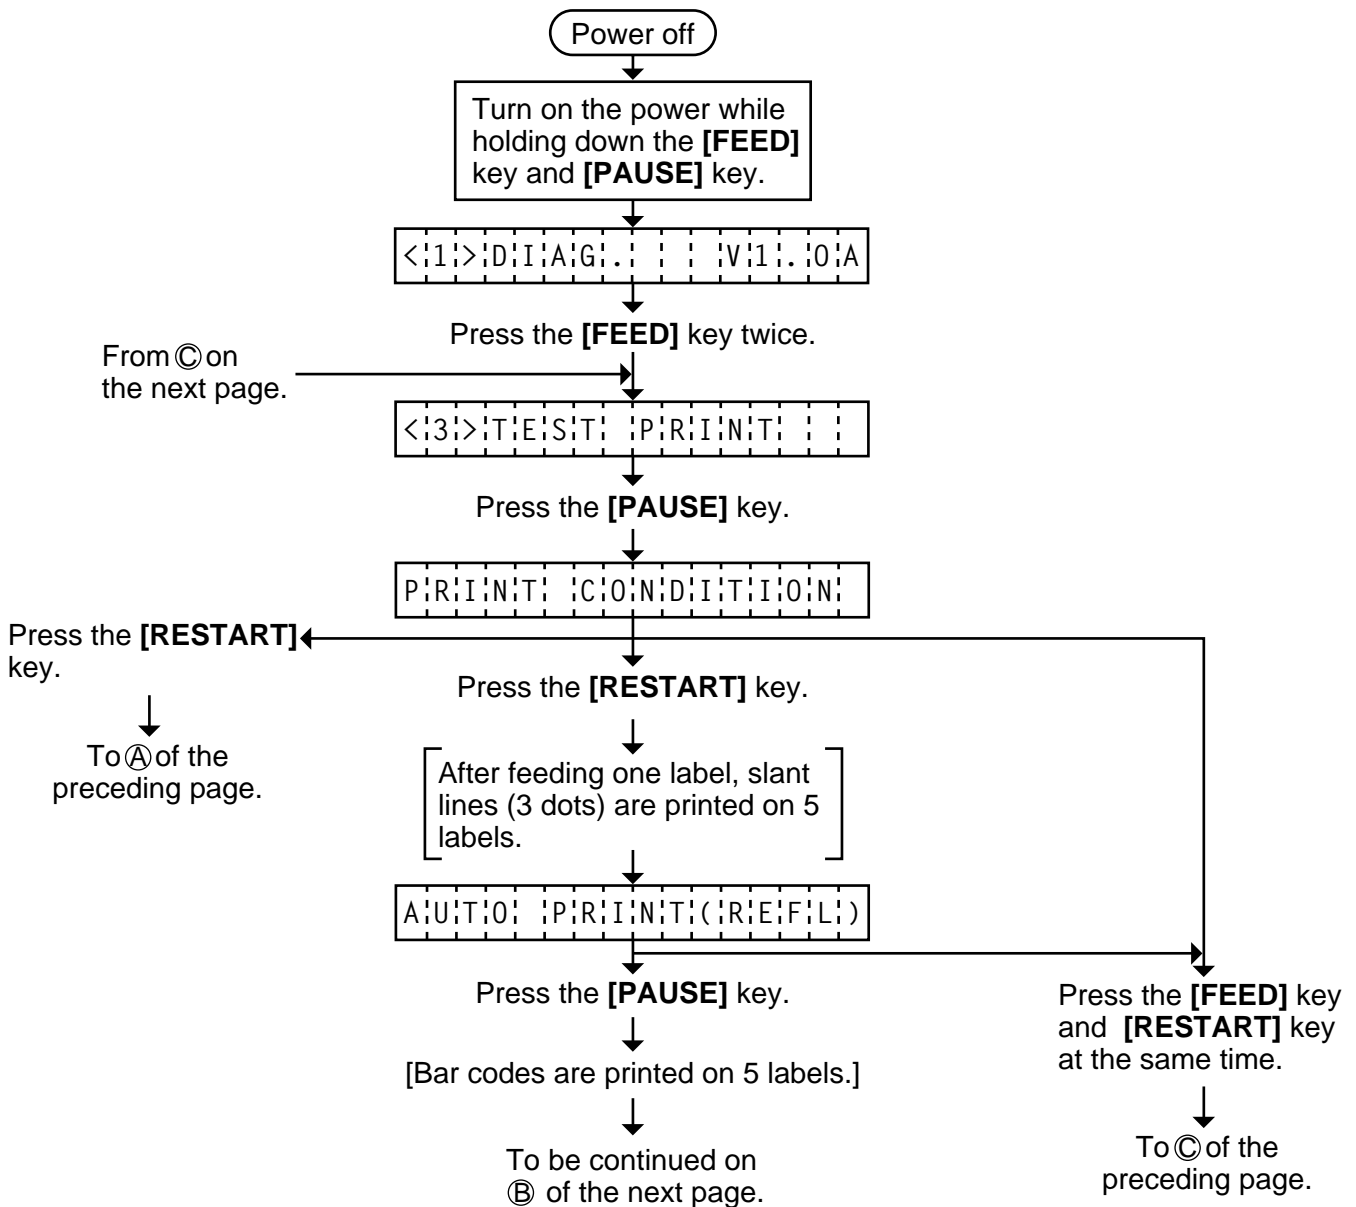 Power off
Turn on the power while
holding down the [FEED]
key and [PAUSE] key.
<1>DIAG.   V1.0A
Press the [FEED] key twice.
From Ⓒ on
the next page.
<3>TEST PRINT
Press the [PAUSE] key.
PRINT CONDITION
Press the [RESTART]
key.
To Ⓐ of the
preceding page.
Press the [RESTART] key.
After feeding one label, slant
lines (3 dots) are printed on 5
labels.
AUTO PRINT(REFL)
Press the [PAUSE] key.
[Bar codes are printed on 5 labels.]
To be continued on
Ⓑ of the next page.
Press the [FEED] key
and [RESTART] key
at the same time.
To Ⓒ of the
preceding page.